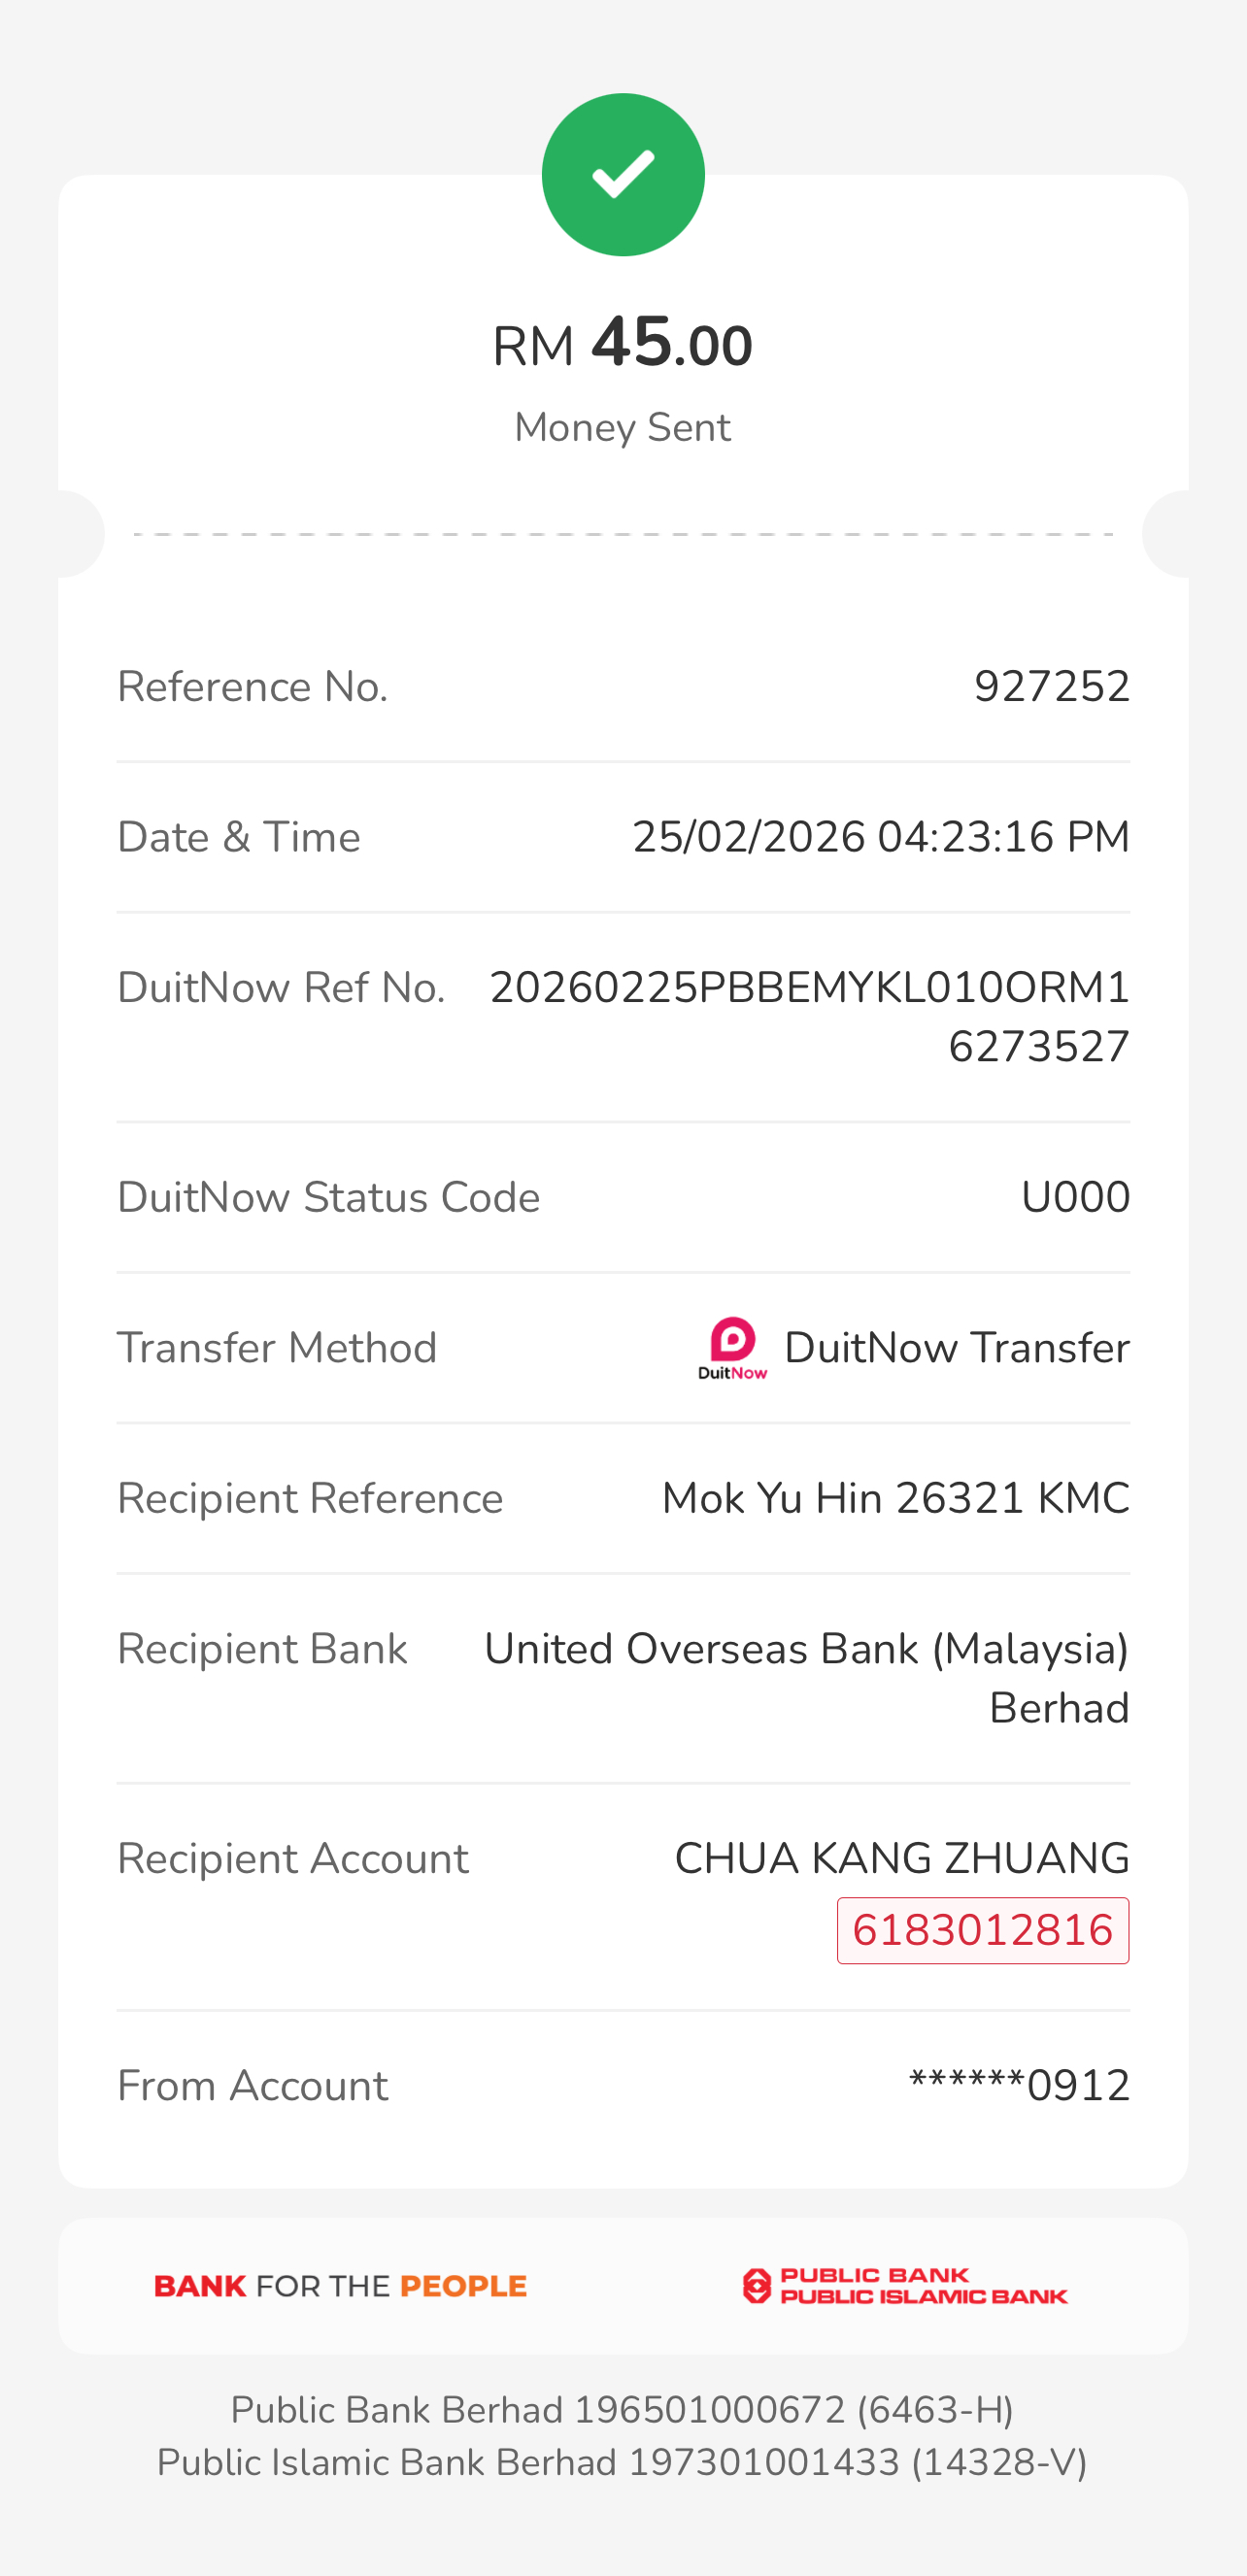 RM 45.00
Money Sent
Reference No. 927252
Date & Time 25/02/2026 04:23:16 PM
DuitNow Ref No. 20260225PBBEMYKL010ORM1
6273527
DuitNow Status Code U000
Transfer Method DuitNow DuitNow Transfer
Recipient Reference Mok Yu Hin 26321 KMC
Recipient Bank United Overseas Bank (Malaysia)
Berhad
Recipient Account CHUA KANG ZHUANG
6183012816
From Account ******0912
BANK FOR THE PEOPLE PUBLIC BANK
PUBLIC ISLAMIC BANK
Public Bank Berhad 196501000672 (6463-H)
Public Islamic Bank Berhad 197301001433 (14328-V)